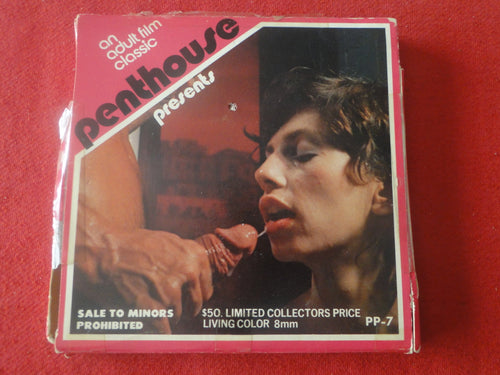 an
adult film
classic
penthouse
presents
SALE TO MINORS
PROHIBITED
$50. LIMITED COLLECTORS PRICE
LIVING COLOR 8mm
PP-7